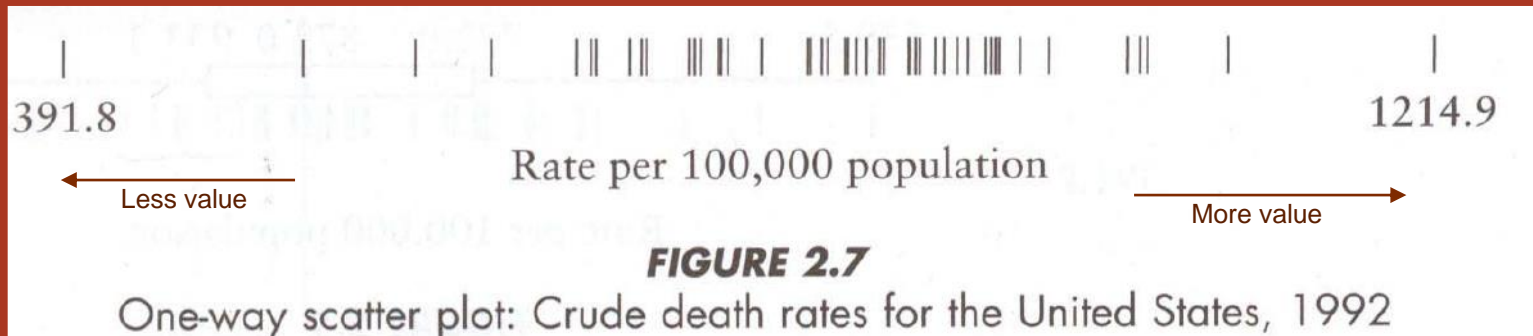 391.8 1214.9
Rate per 100,000 population
Less value More value
FIGURE 2.7
One-way scatter plot: Crude death rates for the United States, 1992